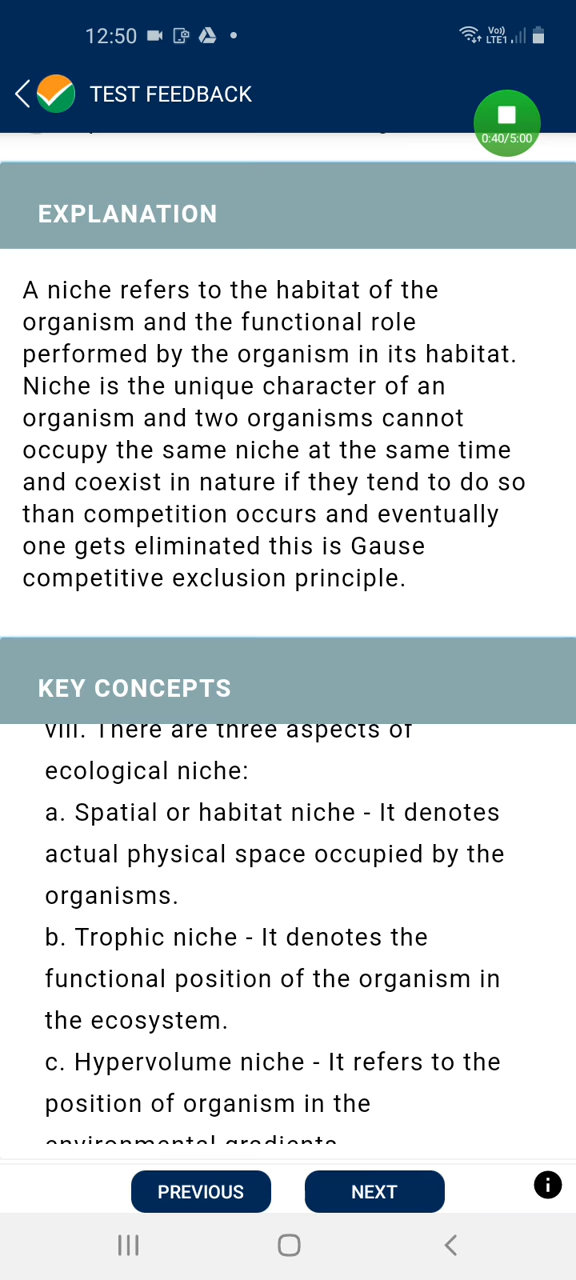 12:50
Vo))
LTE1
TEST FEEDBACK
0:40/5:00
EXPLANATION
A niche refers to the habitat of the
organism and the functional role
performed by the organism in its habitat.
Niche is the unique character of an
organism and two organisms cannot
occupy the same niche at the same time
and coexist in nature if they tend to do so
than competition occurs and eventually
one gets eliminated this is Gause
competitive exclusion principle.
KEY CONCEPTS
viii. There are three aspects of
ecological niche:
a. Spatial or habitat niche - It denotes
actual physical space occupied by the
organisms.
b. Trophic niche - It denotes the
functional position of the organism in
the ecosystem.
c. Hypervolume niche - It refers to the
position of organism in the
environmental gradients
PREVIOUS
NEXT